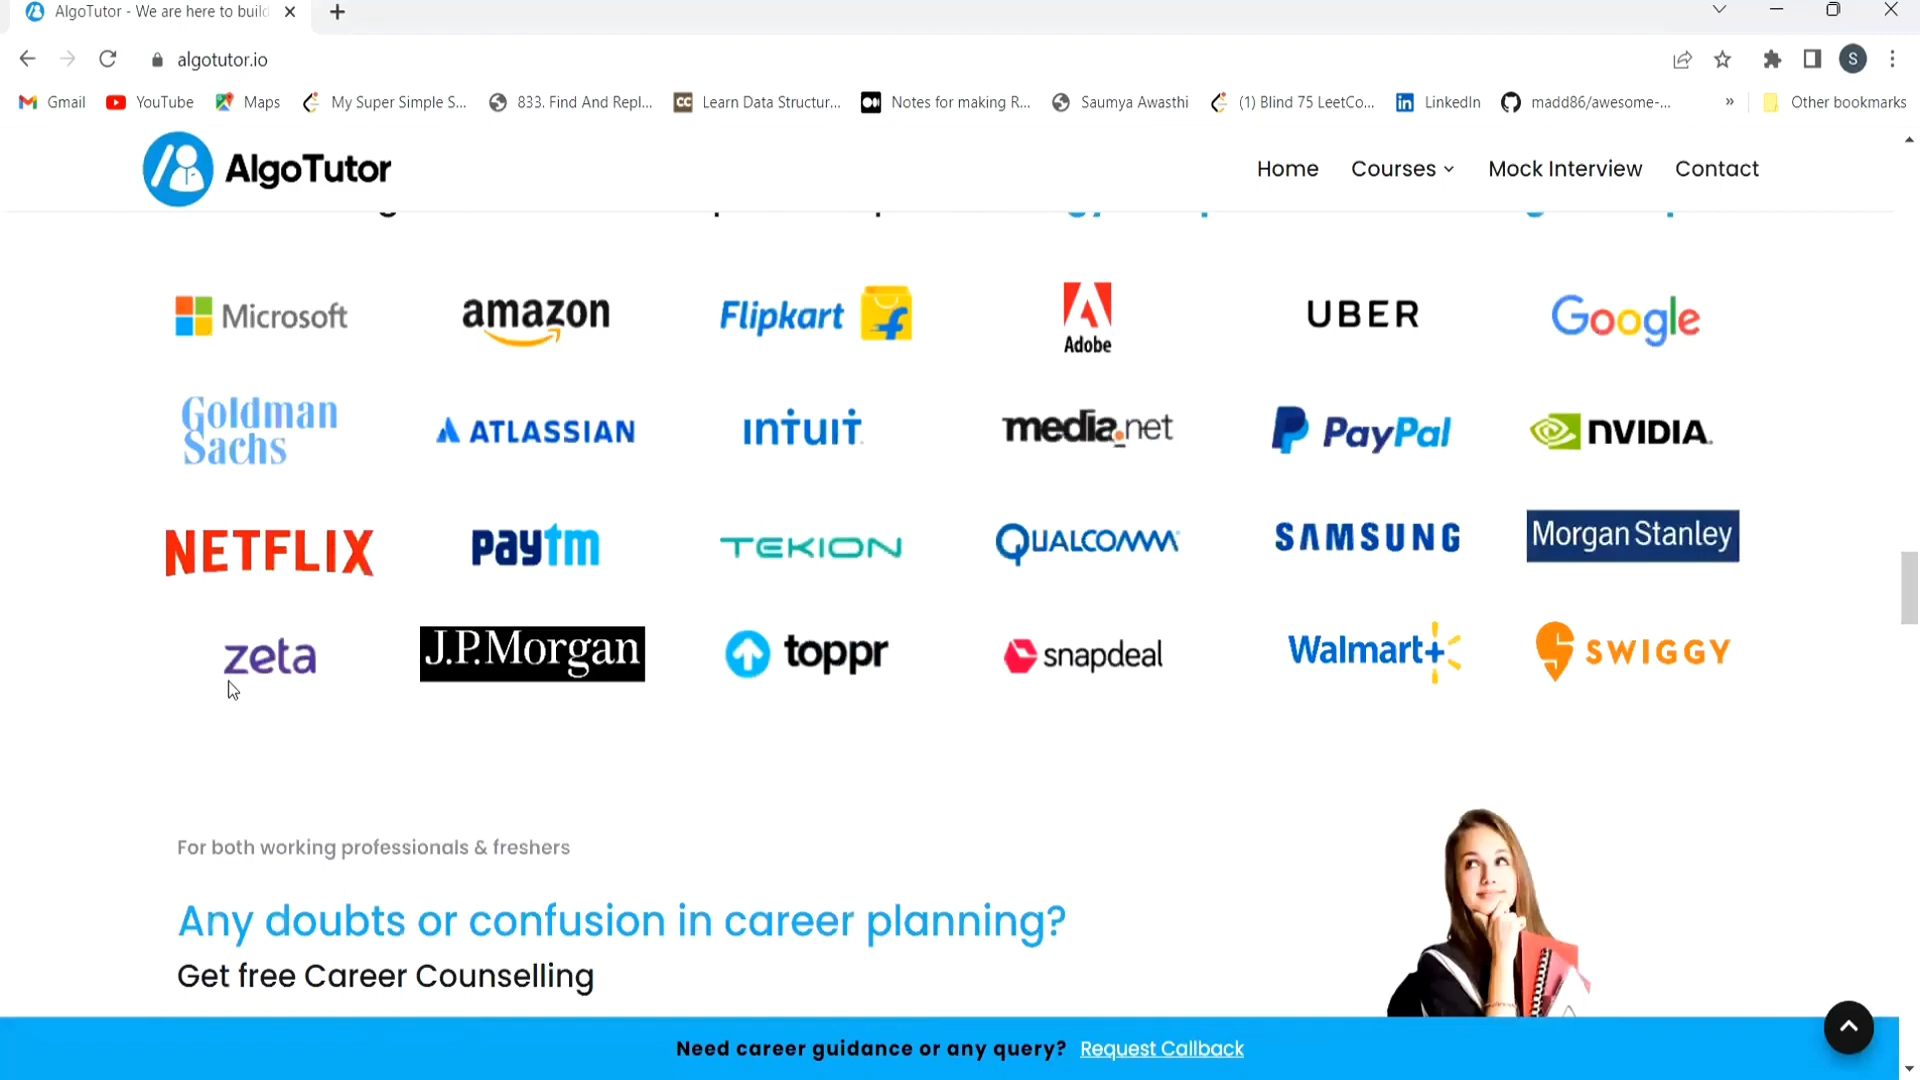 AlgoTutor - We are here to build
algotutor.io
S
Gmail
YouTube
Maps
My Super Simple S...
833. Find And Repl...
CC
Learn Data Structur...
Notes for making R...
Saumya Awasthi
(1) Blind 75 LeetCo...
in
LinkedIn
madd86/awesome-...
»
Other bookmarks
AlgoTutor
Home
Courses
Mock Interview
Contact
Microsoft
amazon
Flipkart
Adobe
UBER
Google
Goldman
Sachs
ATLASSIAN
INTUIT
media.net
PayPal
NVIDIA.
NETFLIX
paytm
TEKION
QUALCOMM
SAMSUNG
Morgan Stanley
zeta
J.P.Morgan
toppr
snapdeal
Walmart+
SWIGGY
For both working professionals & freshers
Any doubts or confusion in career planning?
Get free Career Counselling
Need career guidance or any query? Request Callback